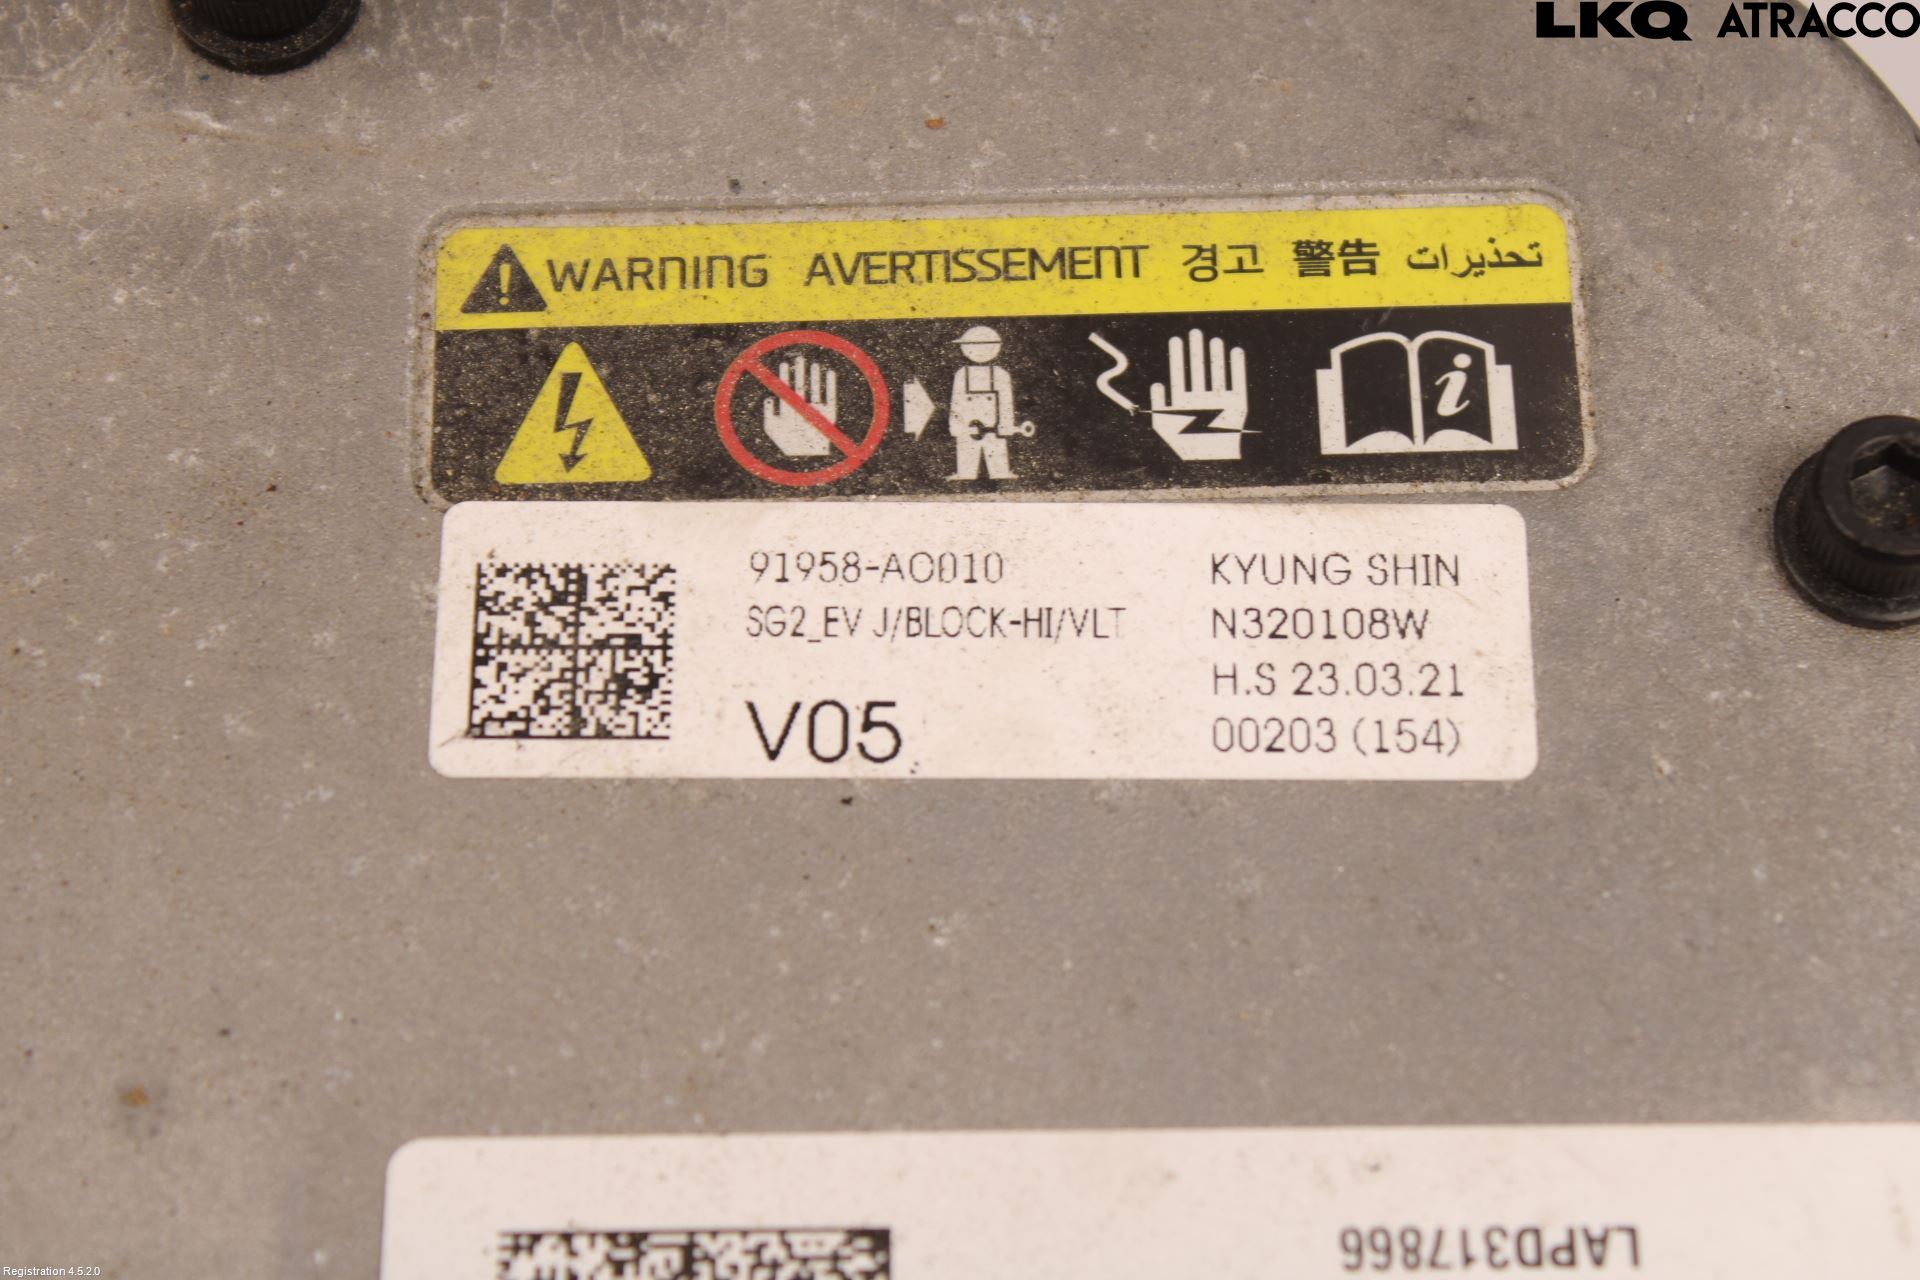 LKQ ATRACCO
WARNING AVERTISSEMENT 경고 警告 تحذيرات
91958-AO010
SG2_EV J/BLOCK-HI/VLT
V05
KYUNG SHIN
N320108W
H.S 23.03.21
00203 (154)
LAPD317866
Registration 4.5.2.0